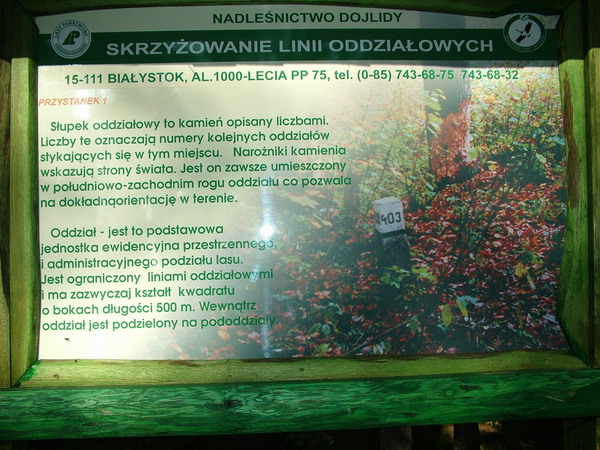 NADLEŚNICTWO DOJLIDY
SKRZYŻOWANIE LINII ODDZIAŁOWYCH
15-111 BIAŁYSTOK, AL.1000-LECIA PP 75, tel. (0-85) 743-68-75 743-68-32
PRZYSTANEK 1
Słupek oddziałowy to kamień opisany liczbami.
Liczby te oznaczają numery kolejnych oddziałów
stykających się w tym miejscu. Narożniki kamienia
wskazują strony świata. Jest on zawsze umieszczony
w południowo-zachodnim rogu oddziału co pozwala
na dokładnąorientację w terenie.
Oddział - jest to podstawowa
jednostka ewidencyjna przestrzennego,
i administracyjnego podziału lasu.
Jest ograniczony liniami oddziałowymi
i ma zazwyczaj kształt kwadratu
o bokach długości 500 m. Wewnątrz
oddział jest podzielony na pododdziały.
403